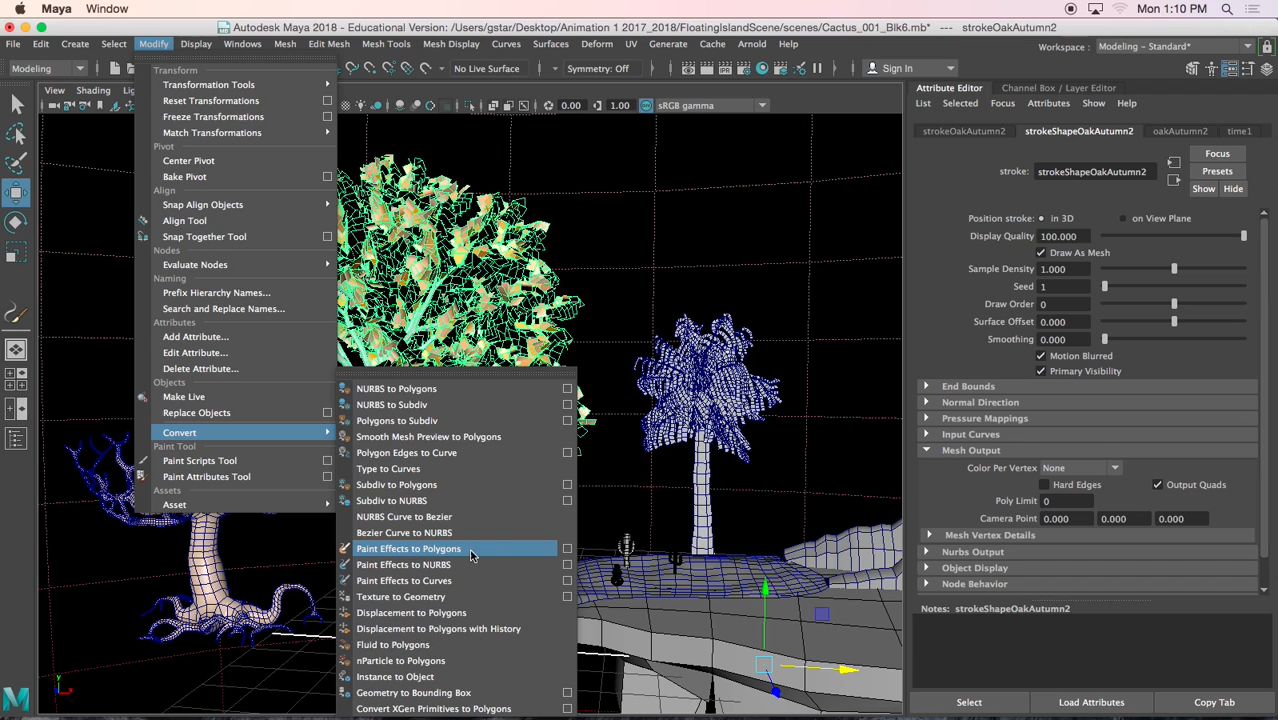 Maya Window Mon 1:10 PM
Autodesk Maya 2018 - Educational Version: /Users/gstar/Desktop/Animation 1 2017_2018/FloatingIslandScene/scenes/Cactus_001_Blk6.mb* --- strokeOakAutumn2
File Edit Create Select Modify Display Windows Mesh Edit Mesh Mesh Tools Mesh Display Curves Surfaces Deform UV Generate Cache Arnold Help
Workspace : Modeling - Standard*
Modeling
No Live Surface
Symmetry: Off
Sign In
View Shading
0.00
1.00
sRGB gamma
Transform
Transformation Tools
Reset Transformations
Freeze Transformations
Match Transformations
Pivot
Center Pivot
Bake Pivot
Align
Snap Align Objects
Align Tool
Snap Together Tool
Nodes
Evaluate Nodes
Naming
Prefix Hierarchy Names...
Search and Replace Names...
Attributes
Add Attribute...
Edit Attribute...
Delete Attribute...
Objects
Make Live
Replace Objects
Convert
Paint Tool
Paint Scripts Tool
Paint Attributes Tool
Assets
Asset
NURBS to Polygons
NURBS to Subdiv
Polygons to Subdiv
Smooth Mesh Preview to Polygons
Polygon Edges to Curve
Type to Curves
Subdiv to Polygons
Subdiv to NURBS
NURBS Curve to Bezier
Bezier Curve to NURBS
Paint Effects to Polygons
Paint Effects to NURBS
Paint Effects to Curves
Texture to Geometry
Displacement to Polygons
Displacement to Polygons with History
Fluid to Polygons
nParticle to Polygons
Instance to Object
Geometry to Bounding Box
Convert XGen Primitives to Polygons
Attribute Editor Channel Box / Layer Editor
List Selected Focus Attributes Show Help
strokeOakAutumn2 strokeShapeOakAutumn2 oakAutumn2 time1
Focus
stroke: strokeShapeOakAutumn2
Presets
Show Hide
Position stroke: in 3D on View Plane
Display Quality 100.000
Draw As Mesh
Sample Density 1.000
Seed 1
Draw Order 0
Surface Offset 0.000
Smoothing 0.000
Motion Blurred
Primary Visibility
End Bounds
Normal Direction
Pressure Mappings
Input Curves
Mesh Output
Color Per Vertex None
Hard Edges Output Quads
Poly Limit 0
Camera Point 0.000 0.000 0.000
Mesh Vertex Details
Nurbs Output
Object Display
Node Behavior
Notes: strokeShapeOakAutumn2
Select Load Attributes Copy Tab